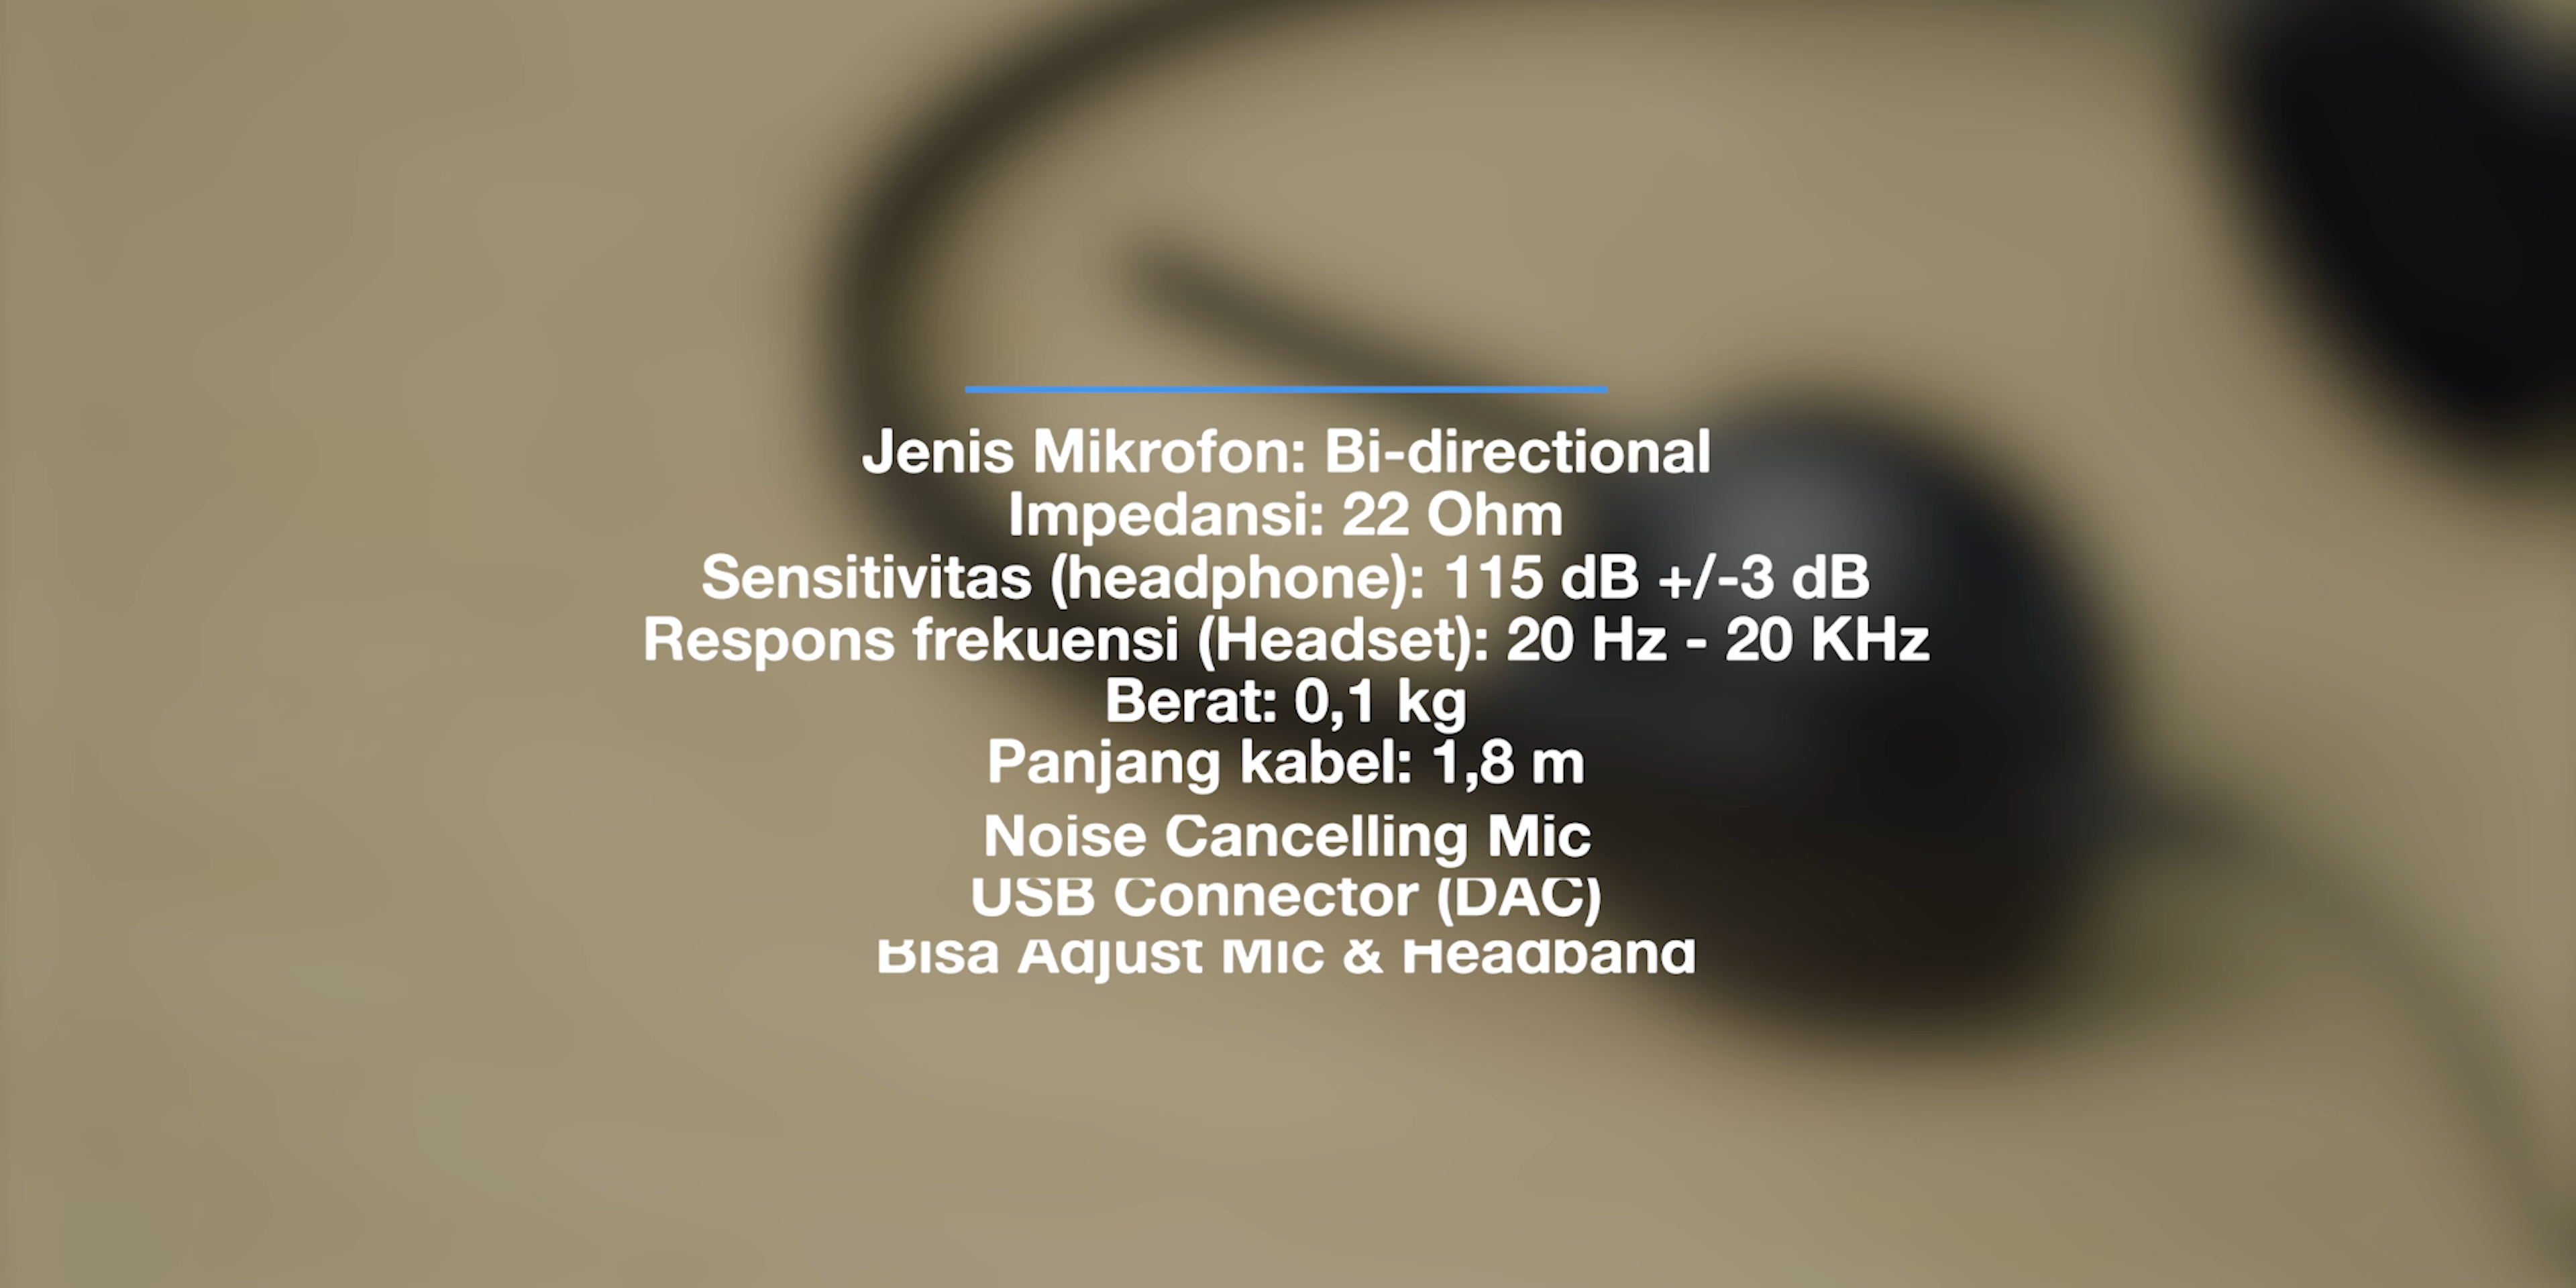 Jenis Mikrofon: Bi-directional
Impedansi: 22 Ohm
Sensitivitas (headphone): 115 dB +/-3 dB
Respons frekuensi (Headset): 20 Hz - 20 KHz
Berat: 0,1 kg
Panjang kabel: 1,8 m
Noise Cancelling Mic
USB Connector (DAC)
Bisa Adjust Mic & Headband